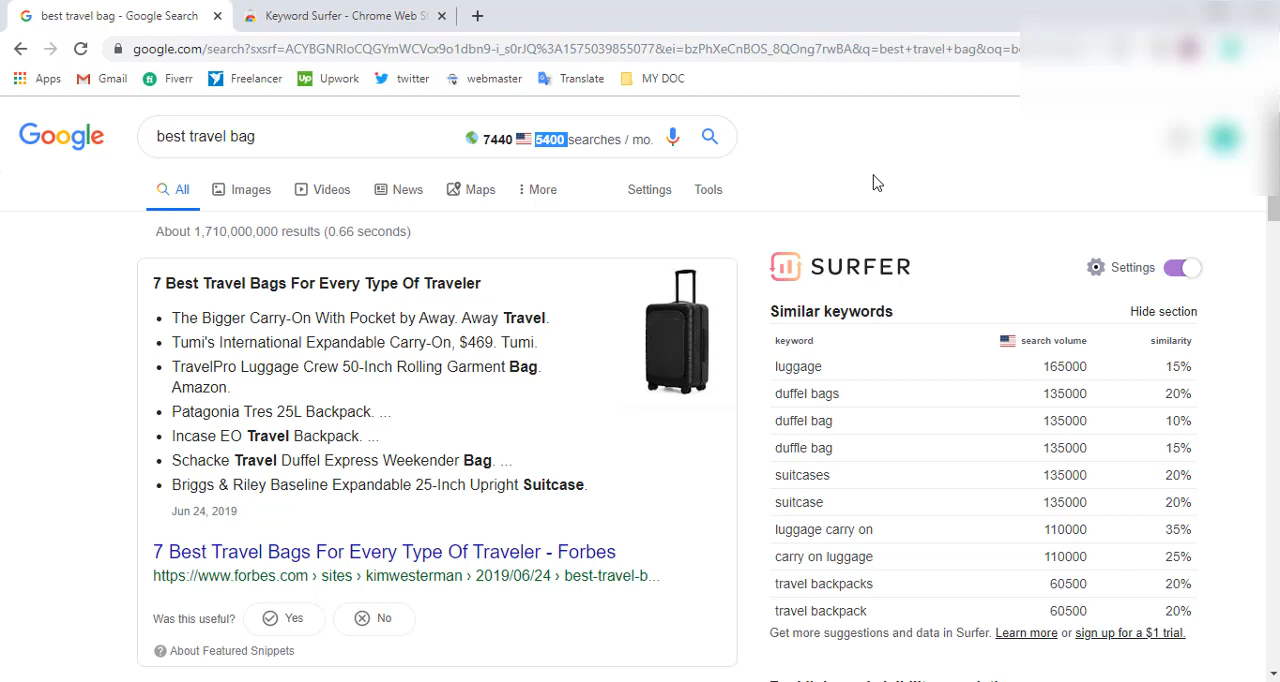 best travel bag - Google Search
Keyword Surfer - Chrome Web St
google.com/search?sxsrf=ACYBGNRIoCQGYmWCVcx9o1dbn9-i_s0rJQ%3A1575039855077&ei=bzPhXeCnBOS_8QOng7rwBA&q=best+travel+bag&oq=be
Apps Gmail Fiverr Freelancer Up Upwork twitter webmaster Translate MY DOC
Google
best travel bag 7440 5400 searches / mo.
All Images Videos News Maps More Settings Tools
About 1,710,000,000 results (0.66 seconds)
7 Best Travel Bags For Every Type Of Traveler
• The Bigger Carry-On With Pocket by Away. Away Travel.
• Tumi's International Expandable Carry-On, $469. Tumi.
• TravelPro Luggage Crew 50-Inch Rolling Garment Bag.
Amazon.
• Patagonia Tres 25L Backpack. ...
• Incase EO Travel Backpack. ...
• Schacke Travel Duffel Express Weekender Bag. ...
• Briggs & Riley Baseline Expandable 25-Inch Upright Suitcase.
Jun 24, 2019
7 Best Travel Bags For Every Type Of Traveler - Forbes
https://www.forbes.com › sites › kimwesterman › 2019/06/24 › best-travel-b...
Was this useful? Yes No
About Featured Snippets
SURFER Settings
Similar keywords Hide section
keyword search volume similarity
luggage 165000 15%
duffel bags 135000 20%
duffel bag 135000 10%
duffle bag 135000 15%
suitcases 135000 20%
suitcase 135000 20%
luggage carry on 110000 35%
carry on luggage 110000 25%
travel backpacks 60500 20%
travel backpack 60500 20%
Get more suggestions and data in Surfer. Learn more or sign up for a $1 trial.